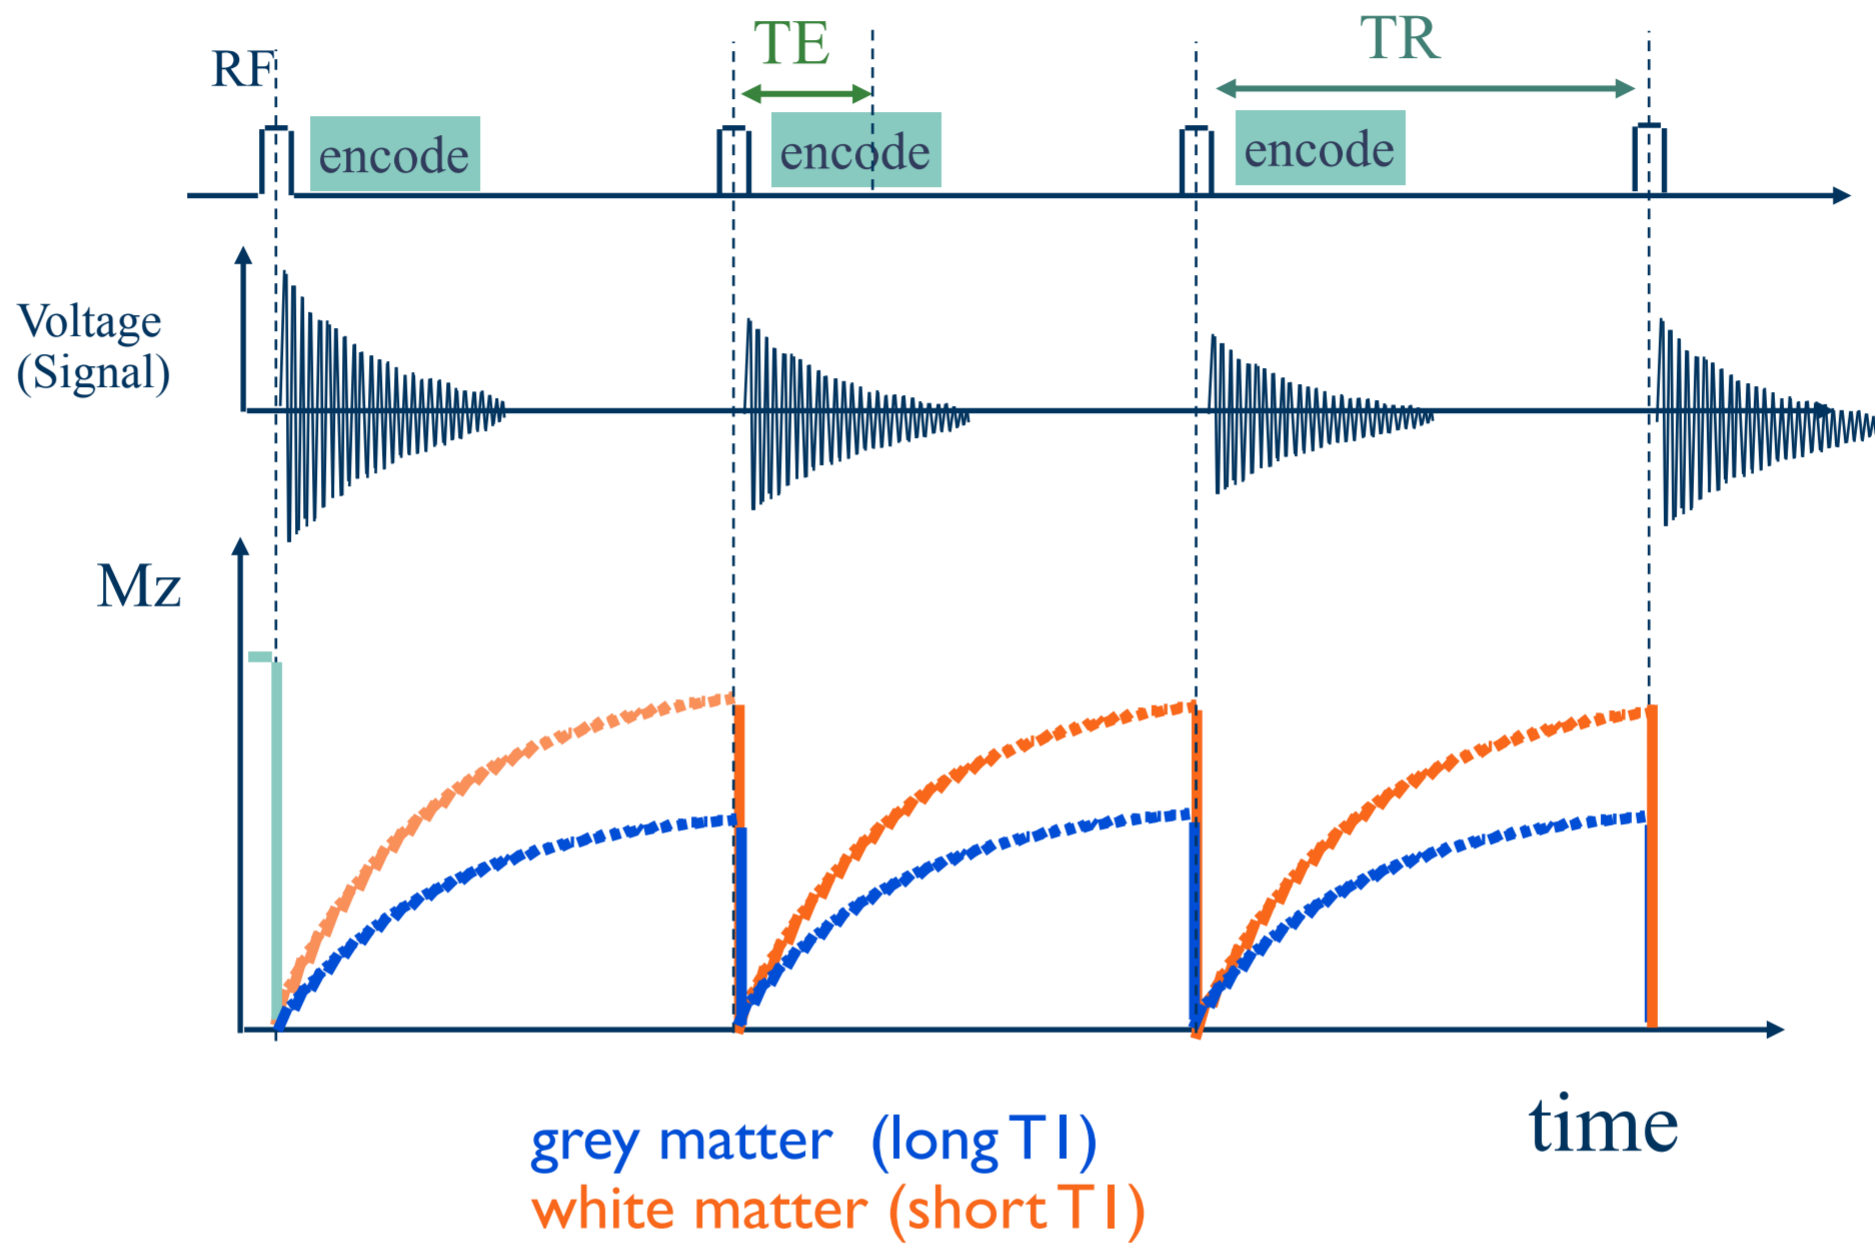 TE
TR
RF
encode
encode
encode
Voltage
(Signal)
Mz
time
grey matter (long T1)
white matter (short T1)